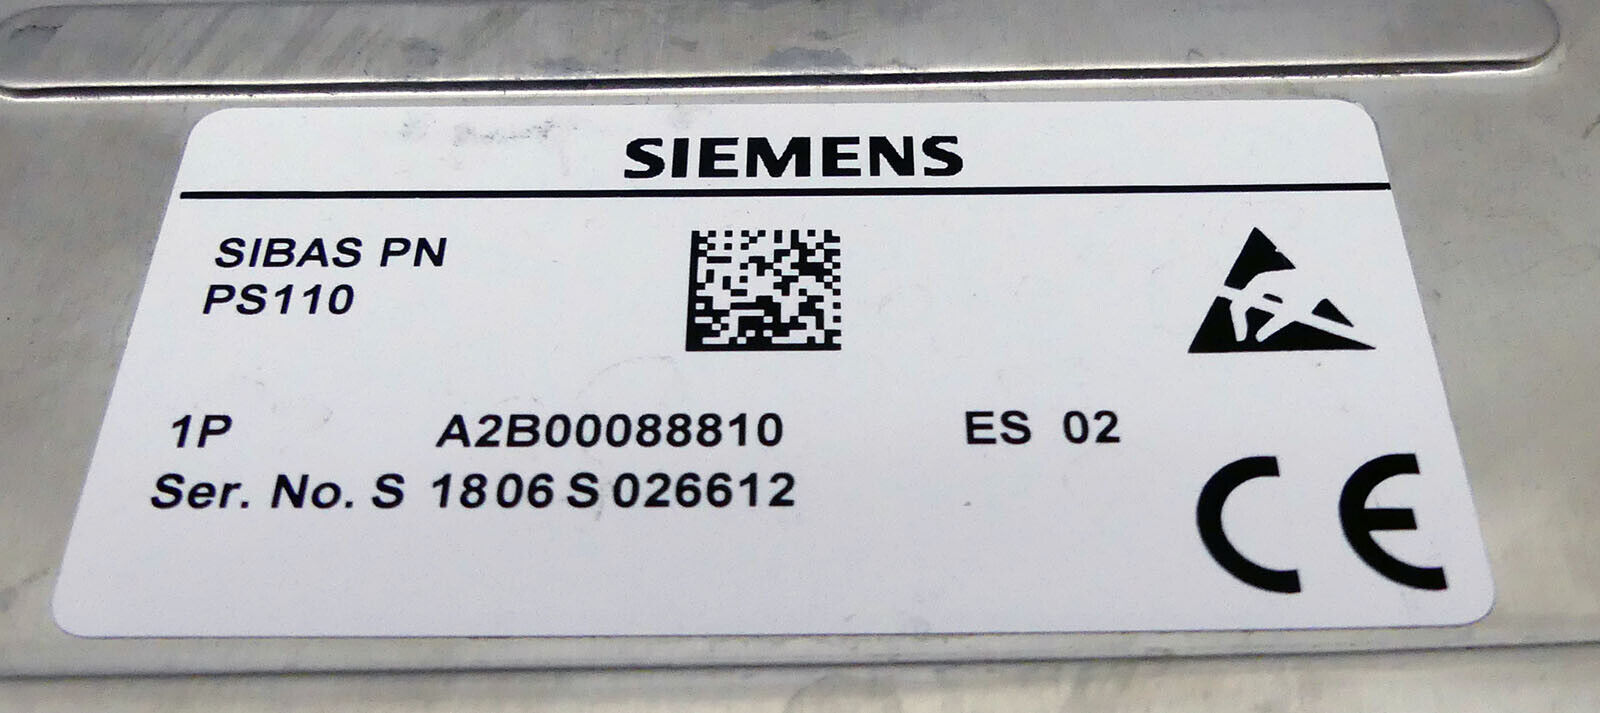 SIEMENS
SIBAS PN
PS110
1P A2B00088810 ES 02
Ser. No. S 1806 S 026612
CE